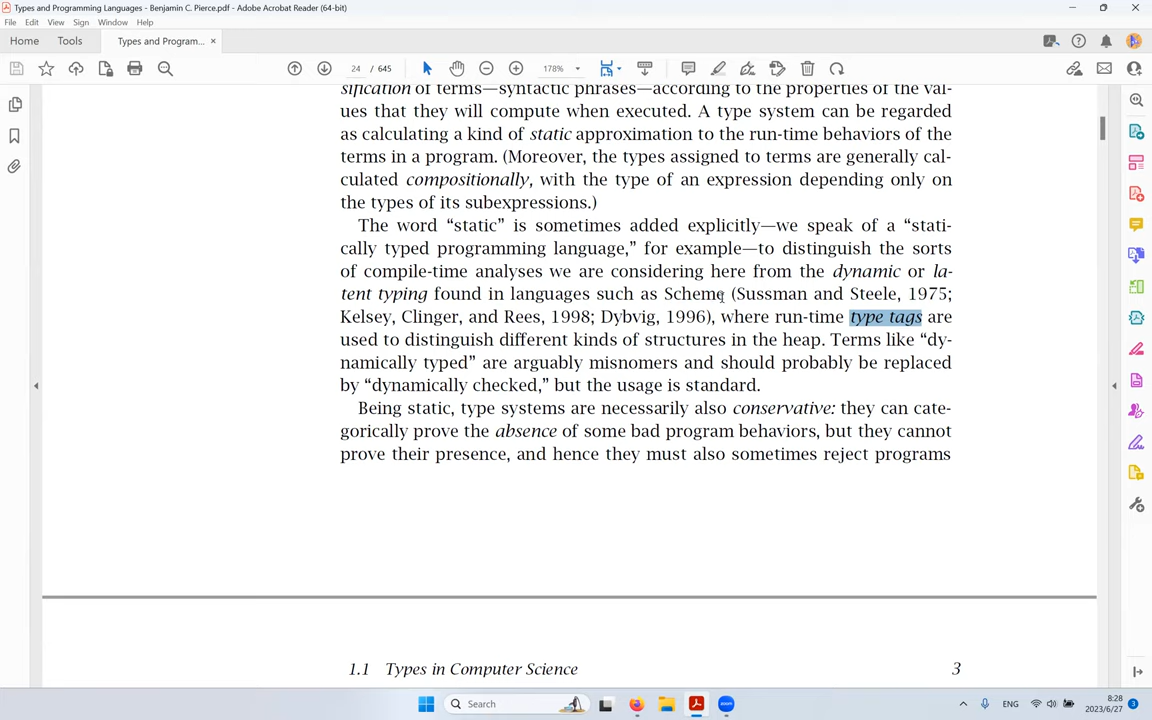 Types and Programming Languages - Benjamin C. Pierce.pdf - Adobe Acrobat Reader (64-bit)
File Edit View Sign Window Help
Home Tools Types and Program... ×
24 / 645 178%
sification of terms—syntactic phrases—according to the properties of the val-
ues that they will compute when executed. A type system can be regarded
as calculating a kind of static approximation to the run-time behaviors of the
terms in a program. (Moreover, the types assigned to terms are generally cal-
culated compositionally, with the type of an expression depending only on
the types of its subexpressions.)
The word “static” is sometimes added explicitly—we speak of a “stati-
cally typed programming language,” for example—to distinguish the sorts
of compile-time analyses we are considering here from the dynamic or la-
tent typing found in languages such as Scheme (Sussman and Steele, 1975;
Kelsey, Clinger, and Rees, 1998; Dybvig, 1996), where run-time type tags are
used to distinguish different kinds of structures in the heap. Terms like “dy-
namically typed” are arguably misnomers and should probably be replaced
by “dynamically checked,” but the usage is standard.
Being static, type systems are necessarily also conservative: they can cate-
gorically prove the absence of some bad program behaviors, but they cannot
prove their presence, and hence they must also sometimes reject programs
1.1 Types in Computer Science 3
Search
zoom
ENG
8:28
2023/6/27
3